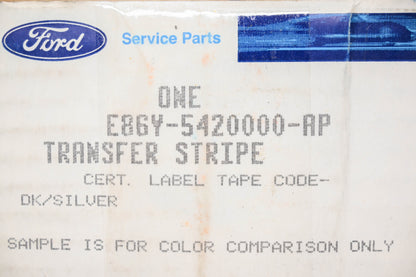 Ford Service Parts
ONE
E86Y-5420000-AP
TRANSFER STRIPE
CERT. LABEL TAPE CODE-
DK/SILVER
SAMPLE IS FOR COLOR COMPARISON ONLY